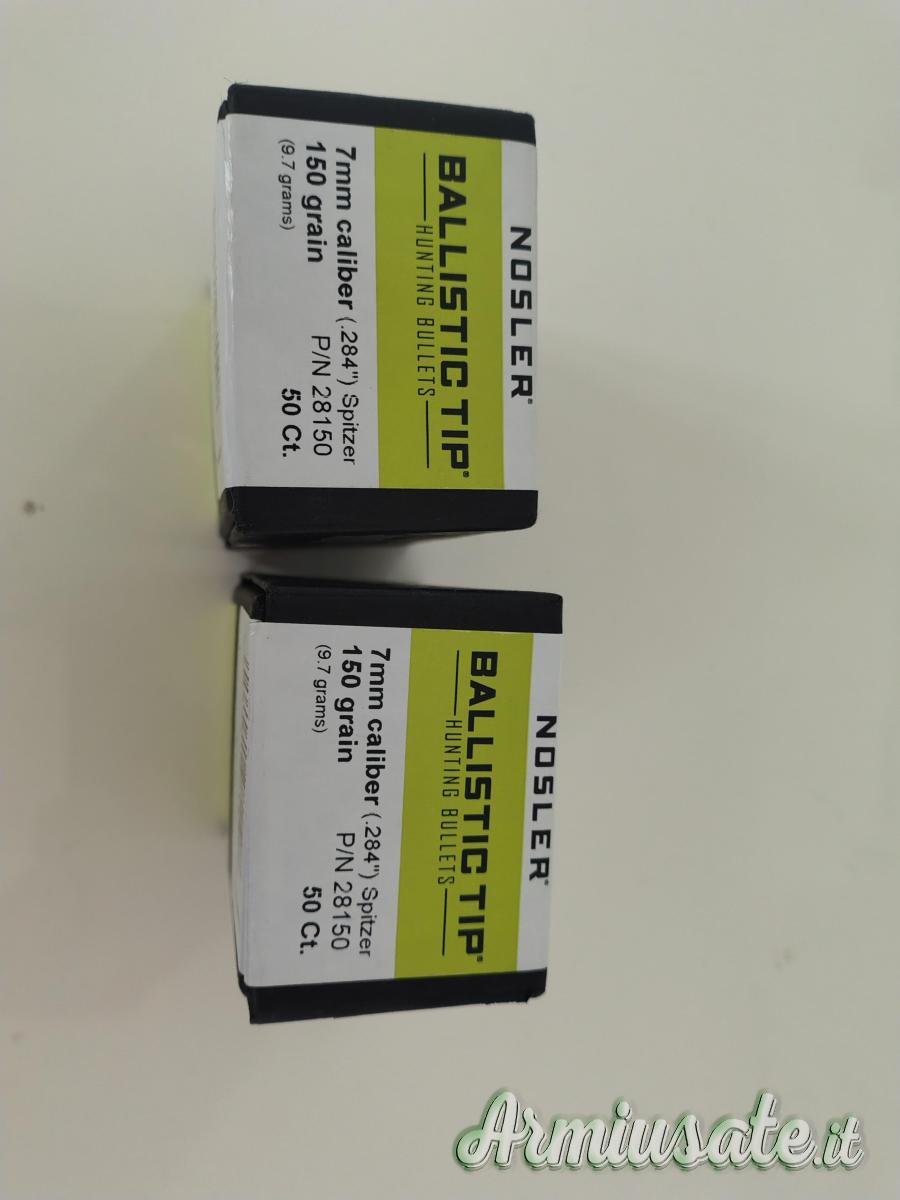 NOSLER®
BALLISTIC TIP®
HUNTING BULLETS
7mm caliber (.284") Spitzer
150 grain P/N 28150
(9.7 grams) 50 Ct.
NOSLER®
BALLISTIC TIP®
HUNTING BULLETS
7mm caliber (.284") Spitzer
150 grain P/N 28150
(9.7 grams) 50 Ct.
Armiusate.it